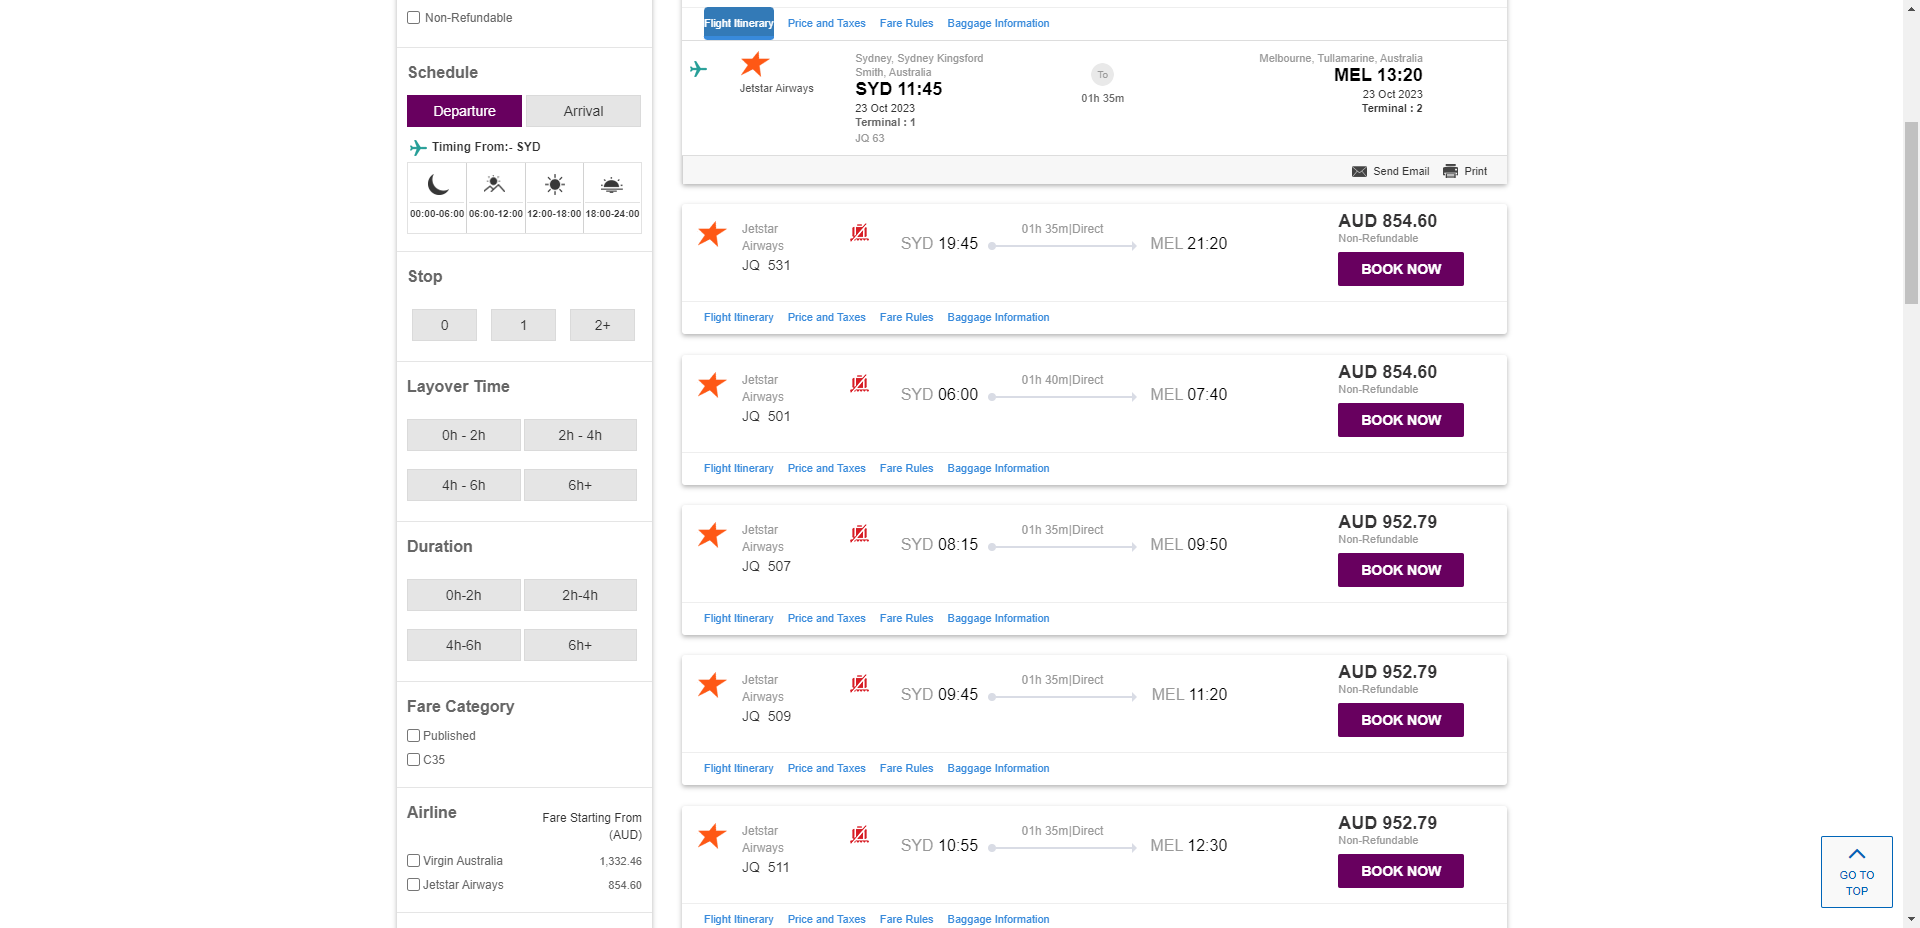 Non-Refundable
Schedule
Departure
Arrival
Timing From:- SYD
00:00-06:00
06:00-12:00
12:00-18:00
18:00-24:00
Stop
0
1
2+
Layover Time
0h - 2h
2h - 4h
4h - 6h
6h+
Duration
0h-2h
2h-4h
4h-6h
6h+
Fare Category
Published
C35
Airline
Fare Starting From
(AUD)
Virgin Australia 1,332.46
Jetstar Airways 854.60
Flight Itinerary Price and Taxes Fare Rules Baggage Information
Jetstar Airways
Sydney, Sydney Kingsford
Smith, Australia
SYD 11:45
23 Oct 2023
Terminal : 1
JQ 63
To
01h 35m
Melbourne, Tullamarine, Australia
MEL 13:20
23 Oct 2023
Terminal : 2
Send Email
Print
Jetstar
Airways
JQ 531
SYD 19:45
01h 35m|Direct
MEL 21:20
AUD 854.60
Non-Refundable
BOOK NOW
Flight Itinerary Price and Taxes Fare Rules Baggage Information
Jetstar
Airways
JQ 501
SYD 06:00
01h 40m|Direct
MEL 07:40
AUD 854.60
Non-Refundable
BOOK NOW
Flight Itinerary Price and Taxes Fare Rules Baggage Information
Jetstar
Airways
JQ 507
SYD 08:15
01h 35m|Direct
MEL 09:50
AUD 952.79
Non-Refundable
BOOK NOW
Flight Itinerary Price and Taxes Fare Rules Baggage Information
Jetstar
Airways
JQ 509
SYD 09:45
01h 35m|Direct
MEL 11:20
AUD 952.79
Non-Refundable
BOOK NOW
Flight Itinerary Price and Taxes Fare Rules Baggage Information
Jetstar
Airways
JQ 511
SYD 10:55
01h 35m|Direct
MEL 12:30
AUD 952.79
Non-Refundable
BOOK NOW
Flight Itinerary Price and Taxes Fare Rules Baggage Information
GO TO
TOP